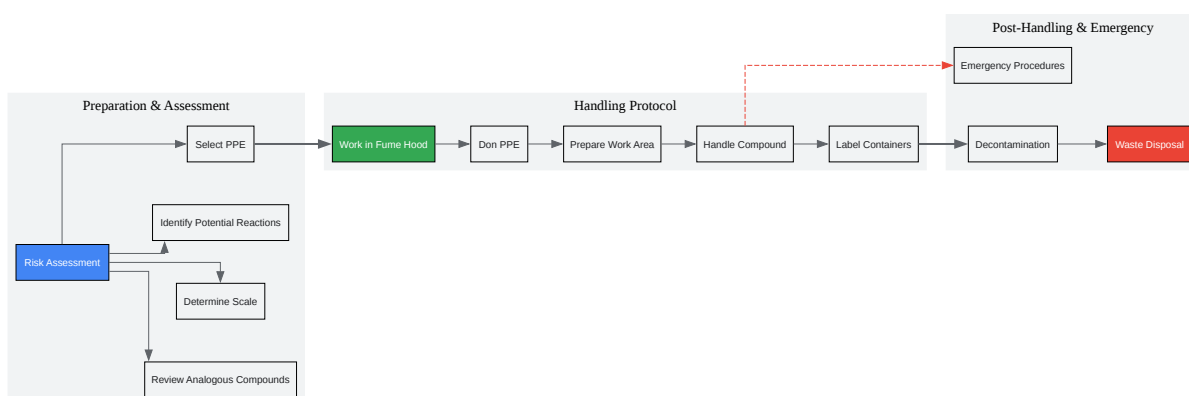 Post-Handling & Emergency
Emergency Procedures
Preparation & Assessment
Handling Protocol
Select PPE
Work in Fume Hood
Don PPE
Prepare Work Area
Handle Compound
Label Containers
Decontamination
Waste Disposal
Identify Potential Reactions
Risk Assessment
Determine Scale
Review Analogous Compounds